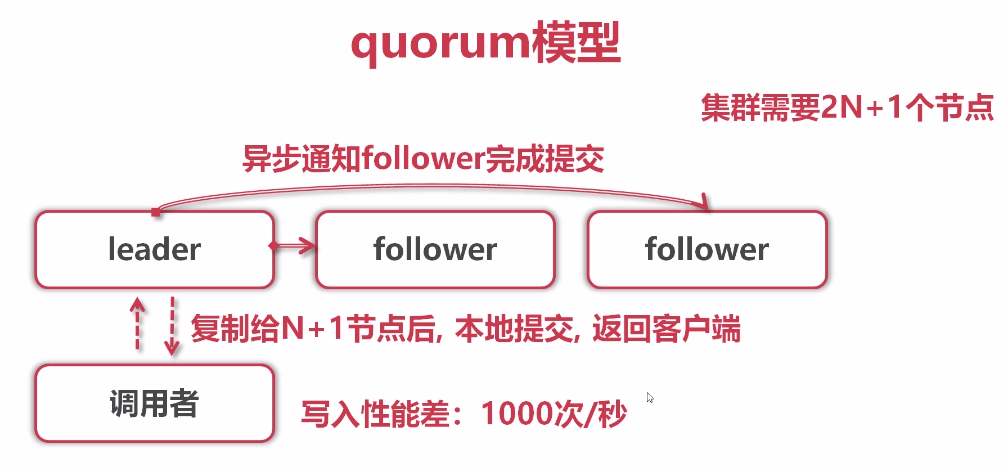 quorum模型
集群需要2N+1个节点
异步通知follower完成提交
leader
follower
follower
复制给N+1节点后, 本地提交, 返回客户端
调用者
写入性能差：1000次/秒